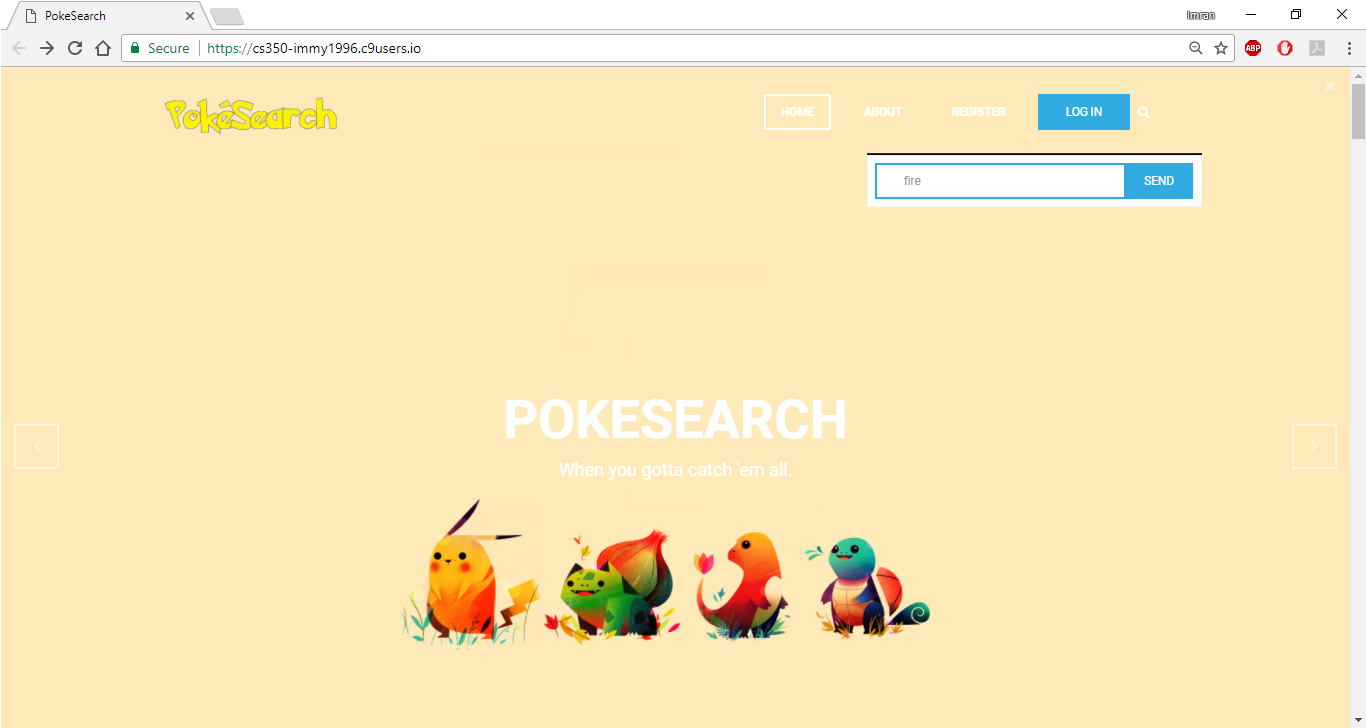 PokeSearch
Imran
Secure
https://cs350-immy1996.c9users.io
ABP
PokéSearch
HOME
ABOUT
REGISTER
LOG IN
fire
SEND
POKESEARCH
When you gotta catch 'em all.